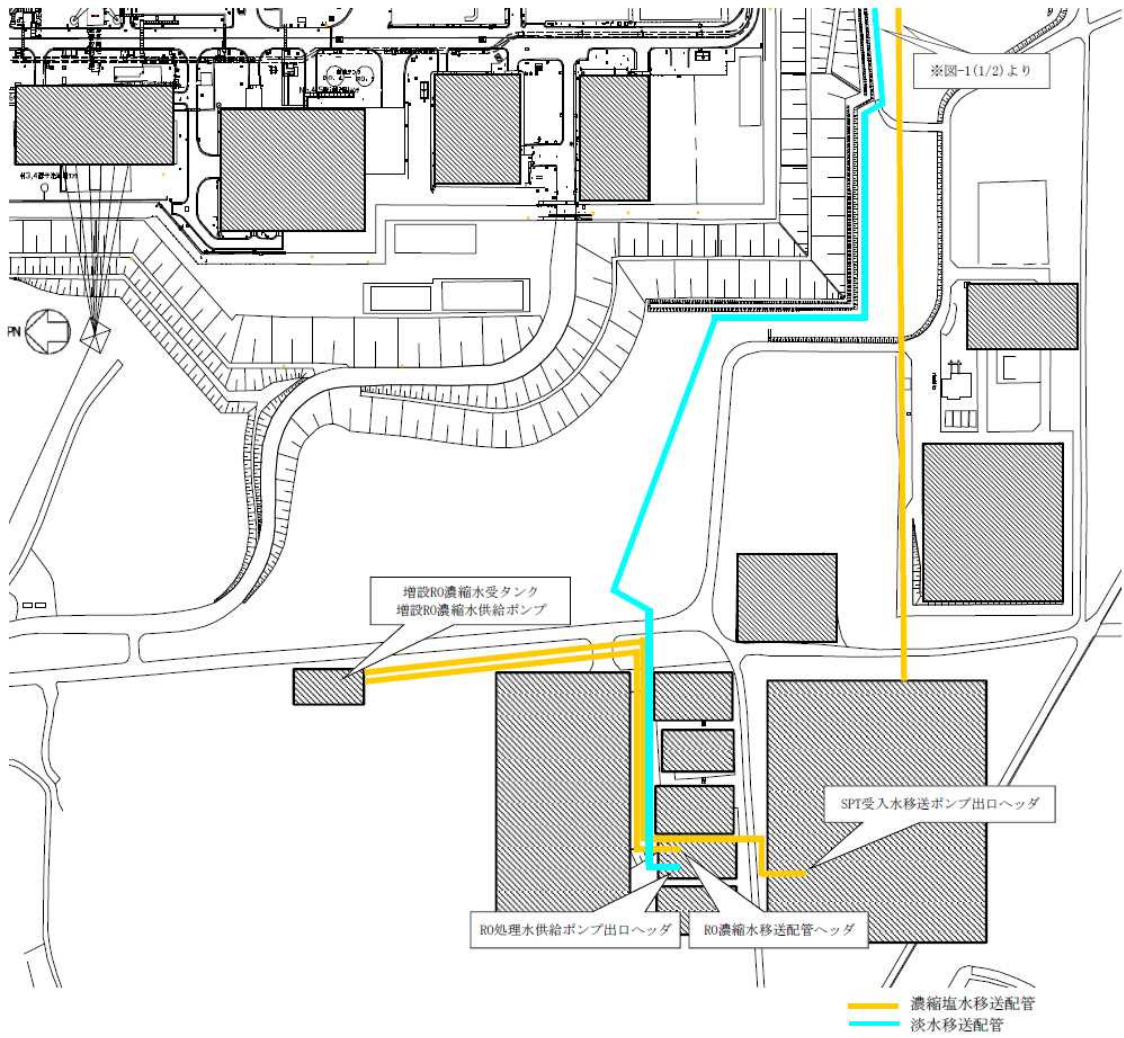 ※図-1(1/2)より
PN
増設RO濃縮水受タンク
増設RO濃縮水供給ポンプ
SPT受入水移送ポンプ出口ヘッダ
RO処理水供給ポンプ出口ヘッダ
RO濃縮水移送配管ヘッダ
濃縮塩水移送配管
淡水移送配管